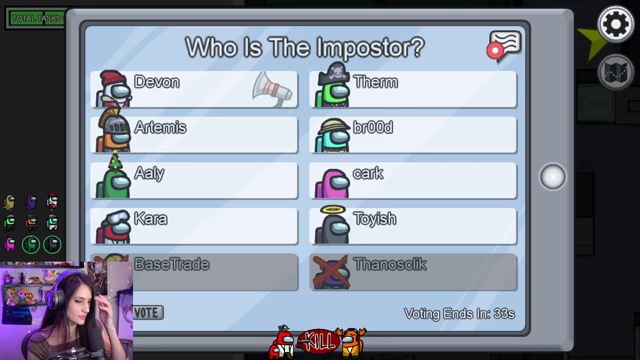 TOTAL TASKS
Who Is The Impostor?
Devon
Therm
Artemis
br00d
Aaly
cark
Kara
Toyish
BaseTrade
Thanosclik
VOTE
Voting Ends In: 33s
KILL